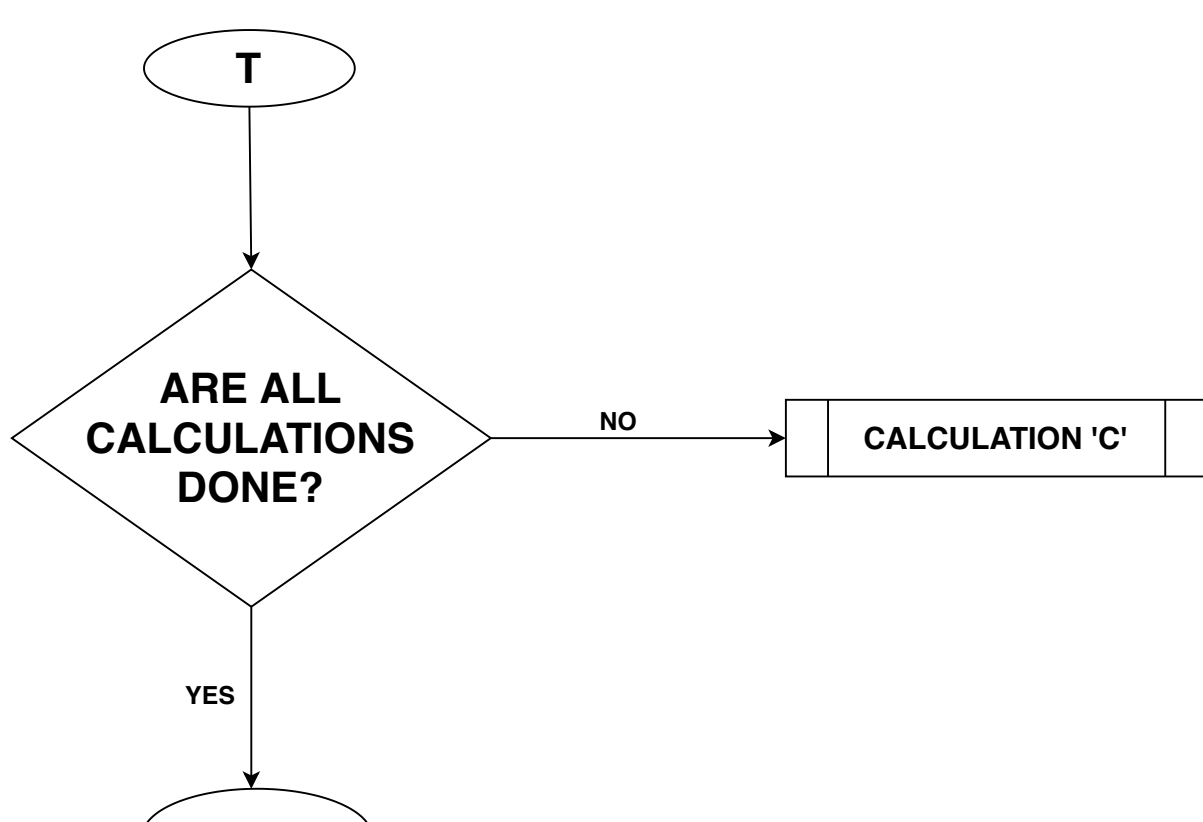 T
ARE ALL
CALCULATIONS
DONE?
NO
CALCULATION 'C'
YES